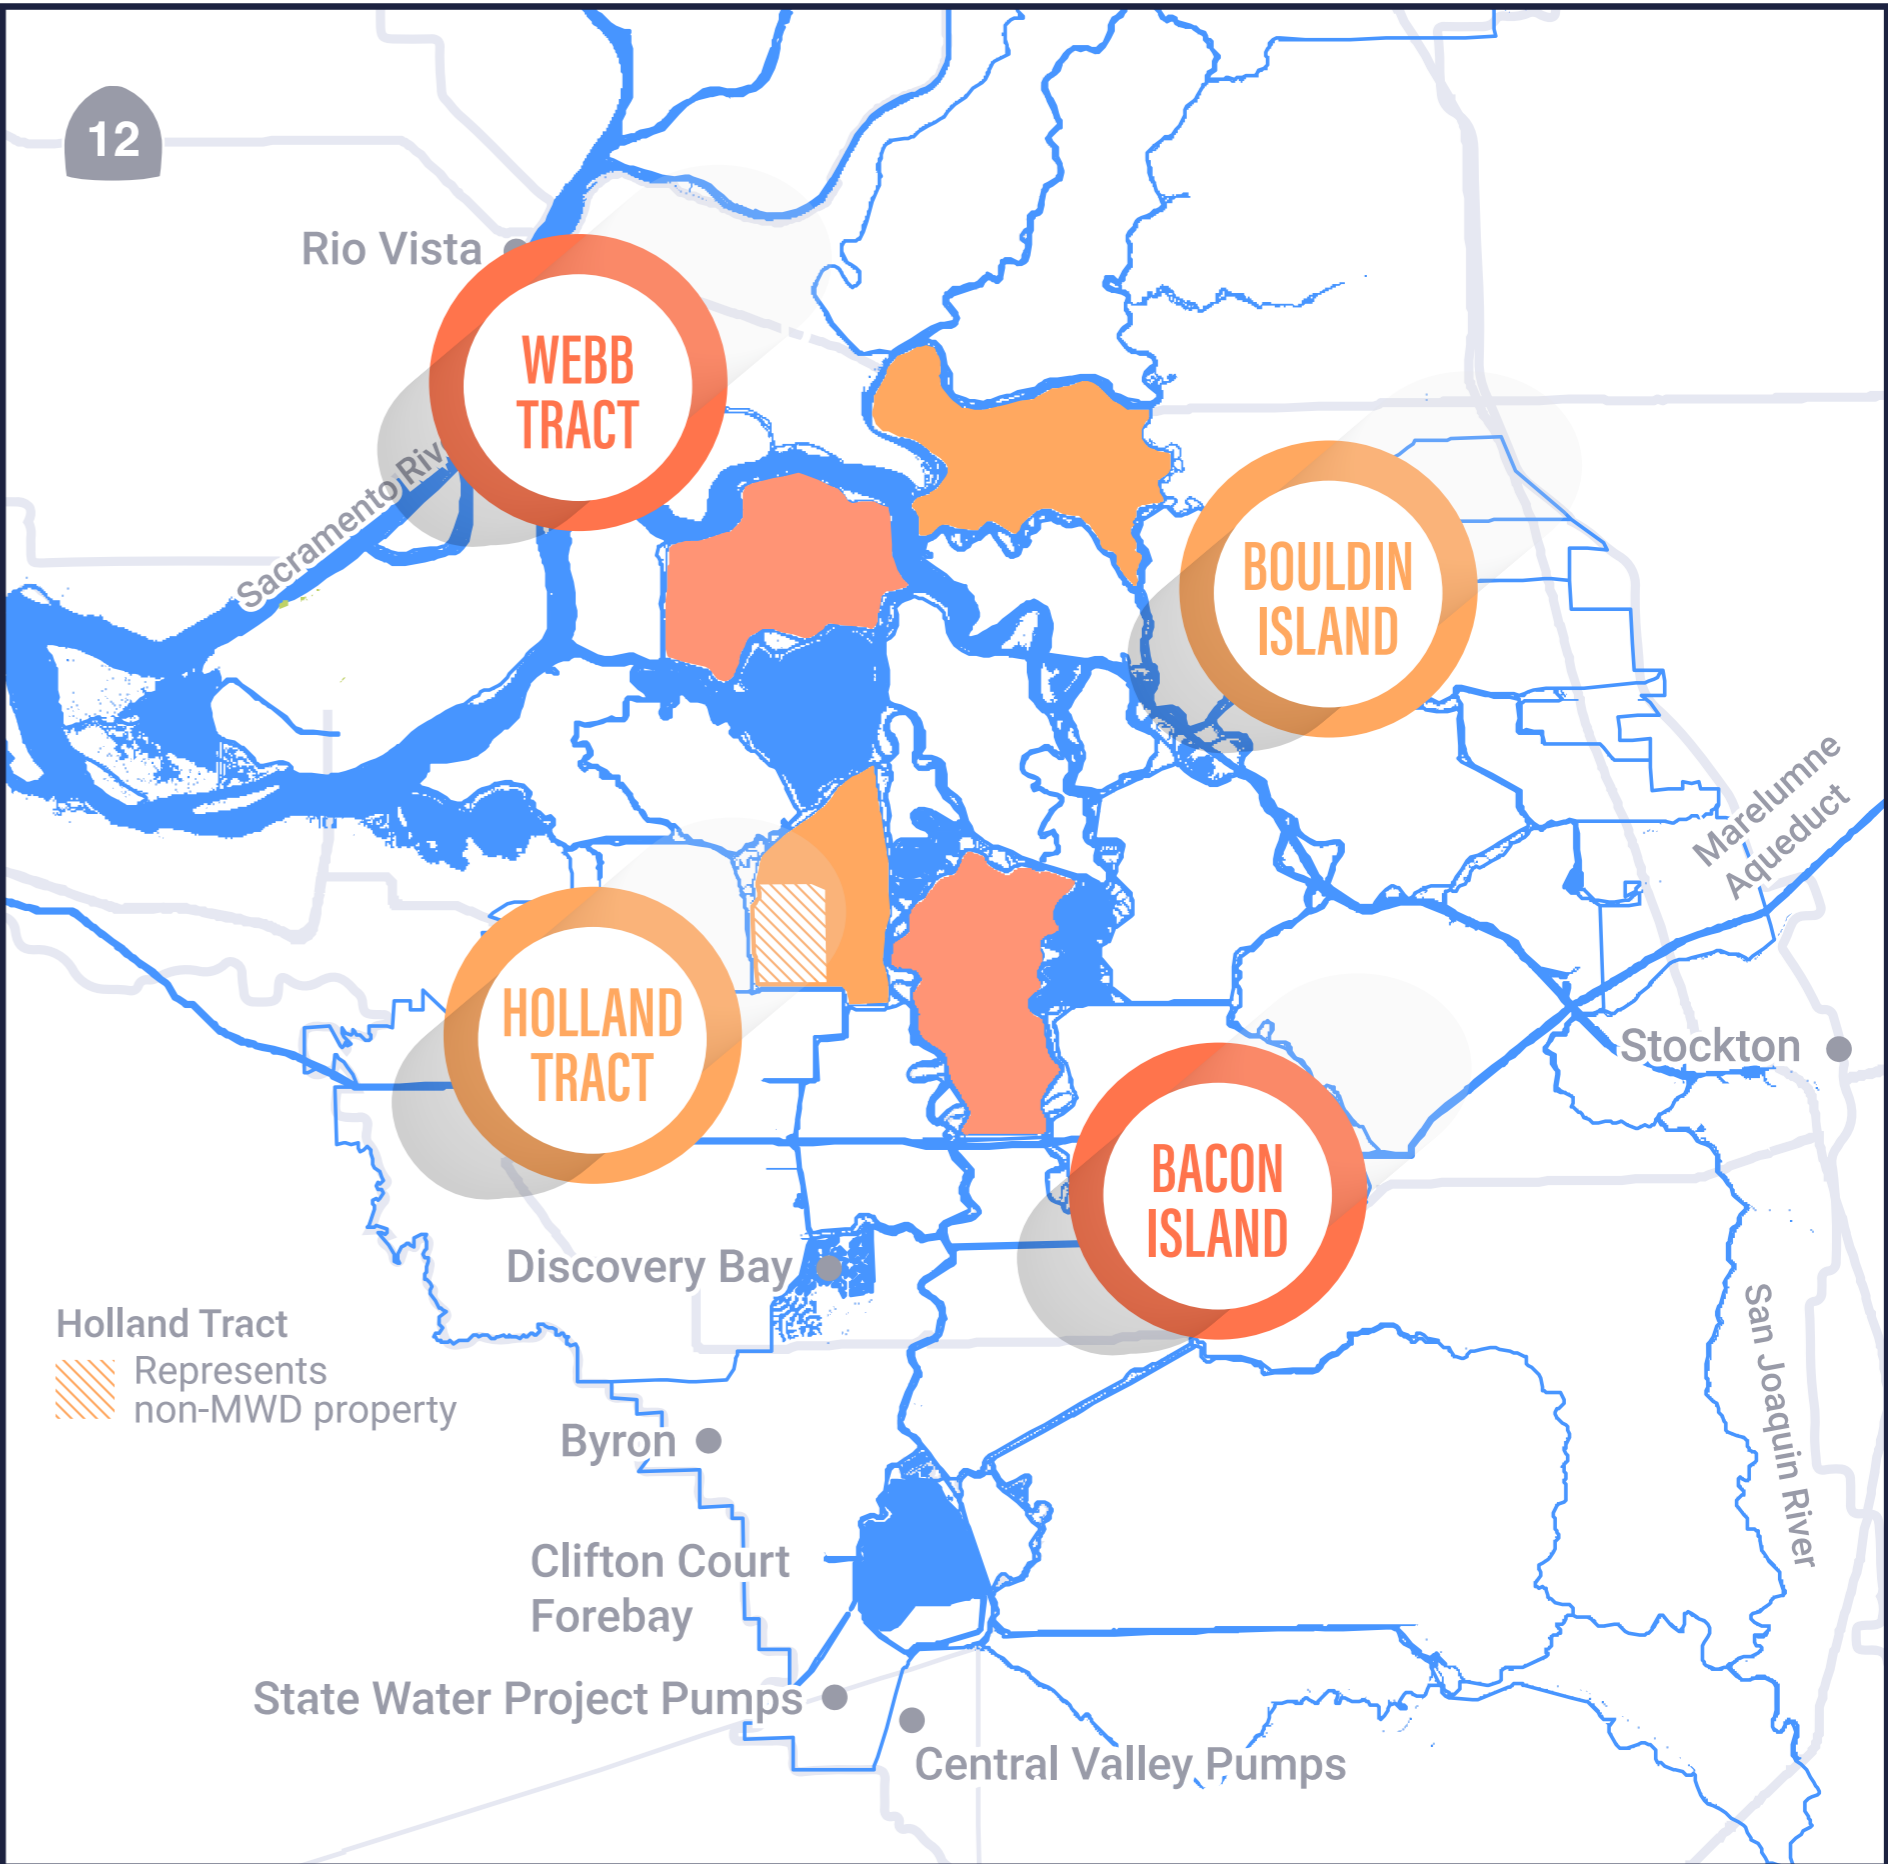 12
Rio Vista
WEBB
TRACT
Sacramento Riv
BOULDIN
ISLAND
Marelumne
Aqueduct
HOLLAND
TRACT
Stockton
BACON
ISLAND
Discovery Bay
Holland Tract
Represents
non-MWD property
San Joaquin River
Byron
Clifton Court
Forebay
State Water Project Pumps
Central Valley Pumps